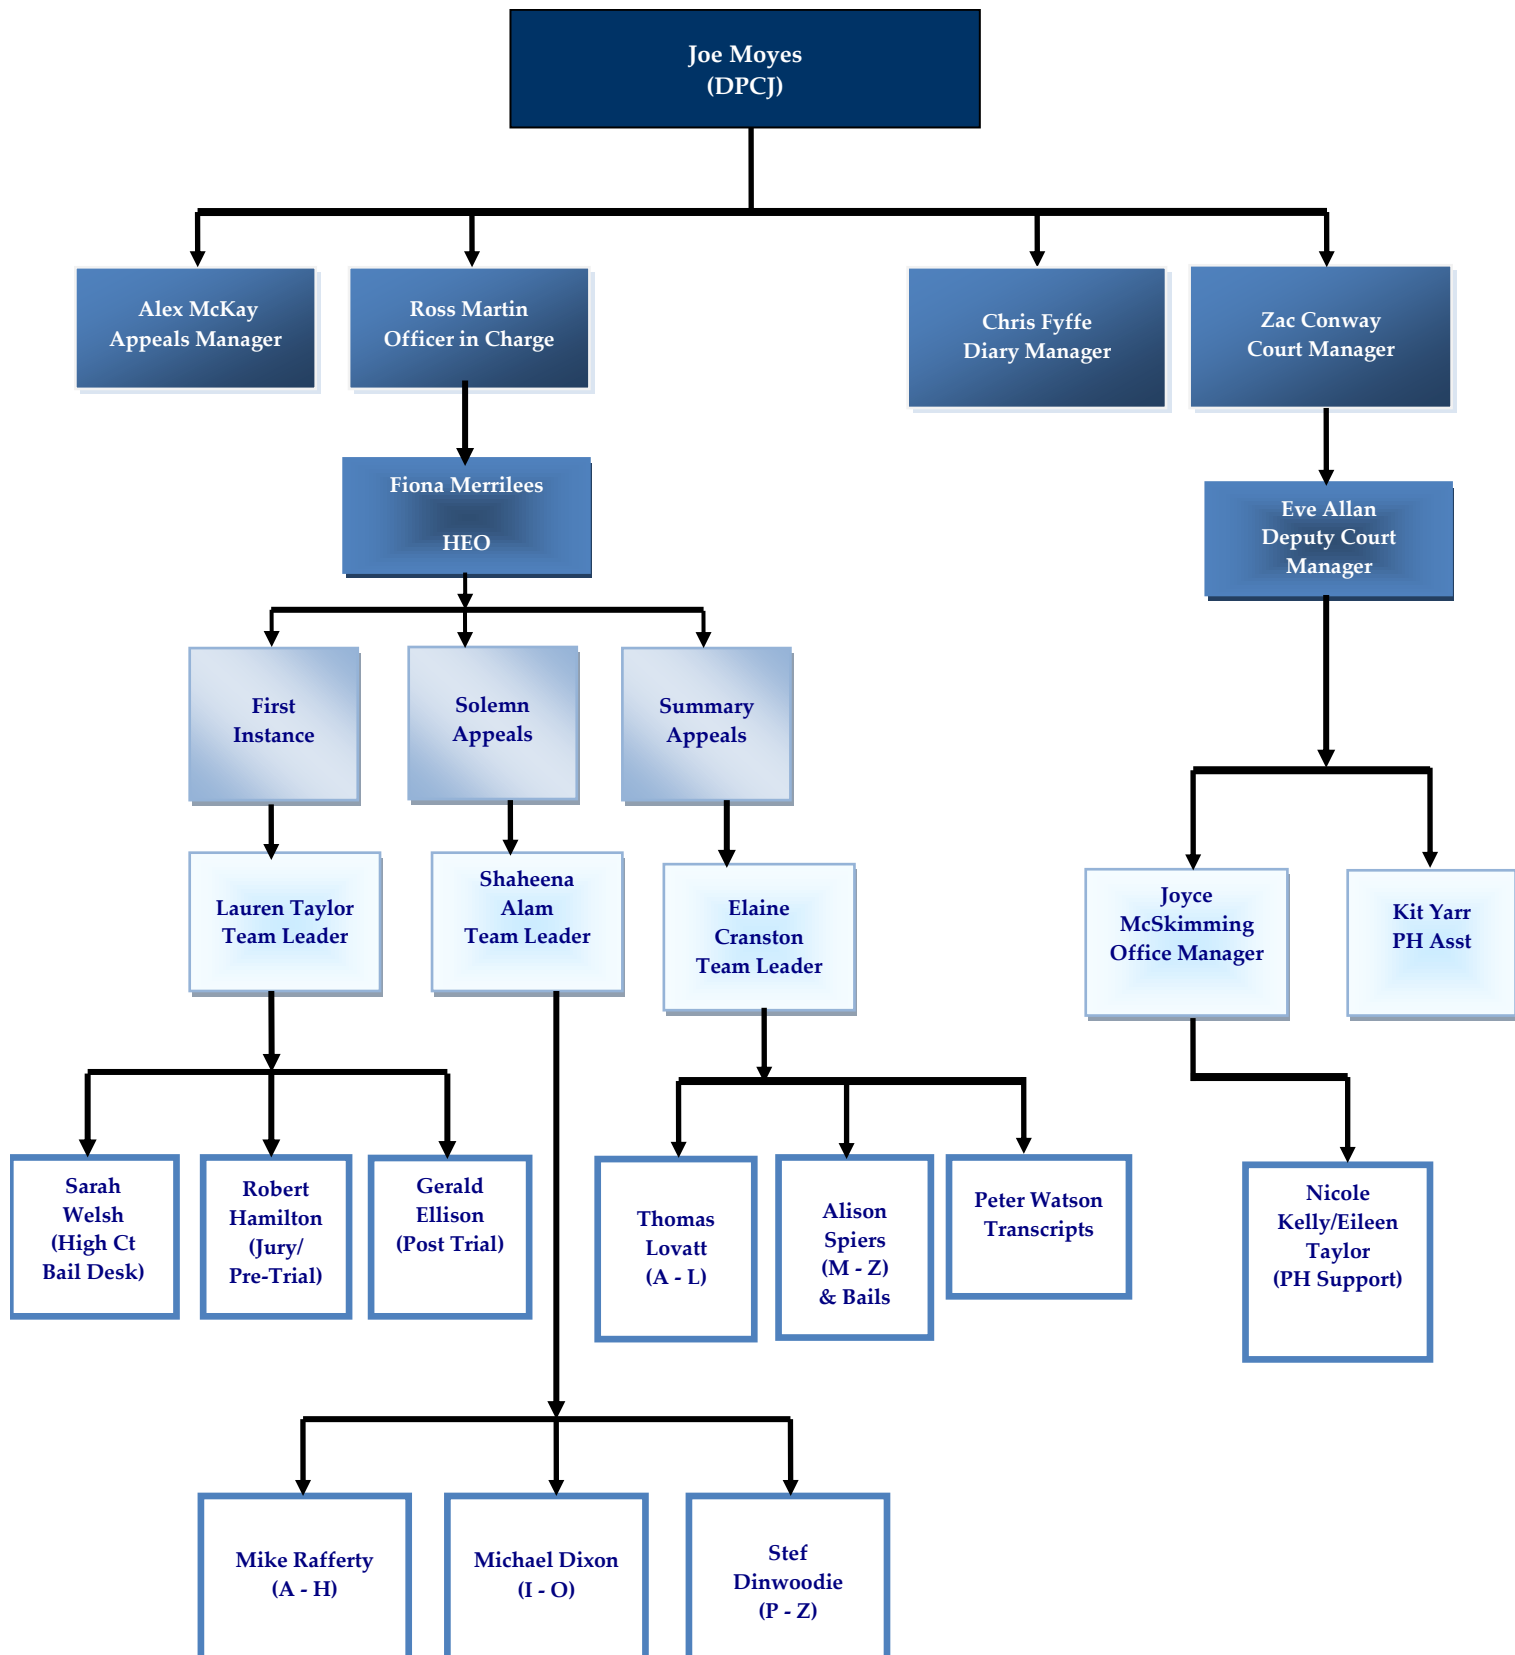 Joe Moyes
(DPCJ)
Alex McKay
Appeals Manager
Ross Martin
Officer in Charge
Chris Fyffe
Diary Manager
Zac Conway
Court Manager
Fiona Merrilees
HEO
Eve Allan
Deputy Court
Manager
First
Instance
Solemn
Appeals
Summary
Appeals
Lauren Taylor
Team Leader
Shaheena
Alam
Team Leader
Elaine
Cranston
Team Leader
Joyce
McSkimming
Office Manager
Kit Yarr
PH Asst
Sarah
Welsh
(High Ct
Bail Desk)
Robert
Hamilton
(Jury/
Pre-Trial)
Gerald
Ellison
(Post Trial)
Thomas
Lovatt
(A - L)
Alison
Spiers
(M - Z)
& Bails
Peter Watson
Transcripts
Nicole
Kelly/Eileen
Taylor
(PH Support)
Mike Rafferty
(A - H)
Michael Dixon
(I - O)
Stef
Dinwoodie
(P - Z)